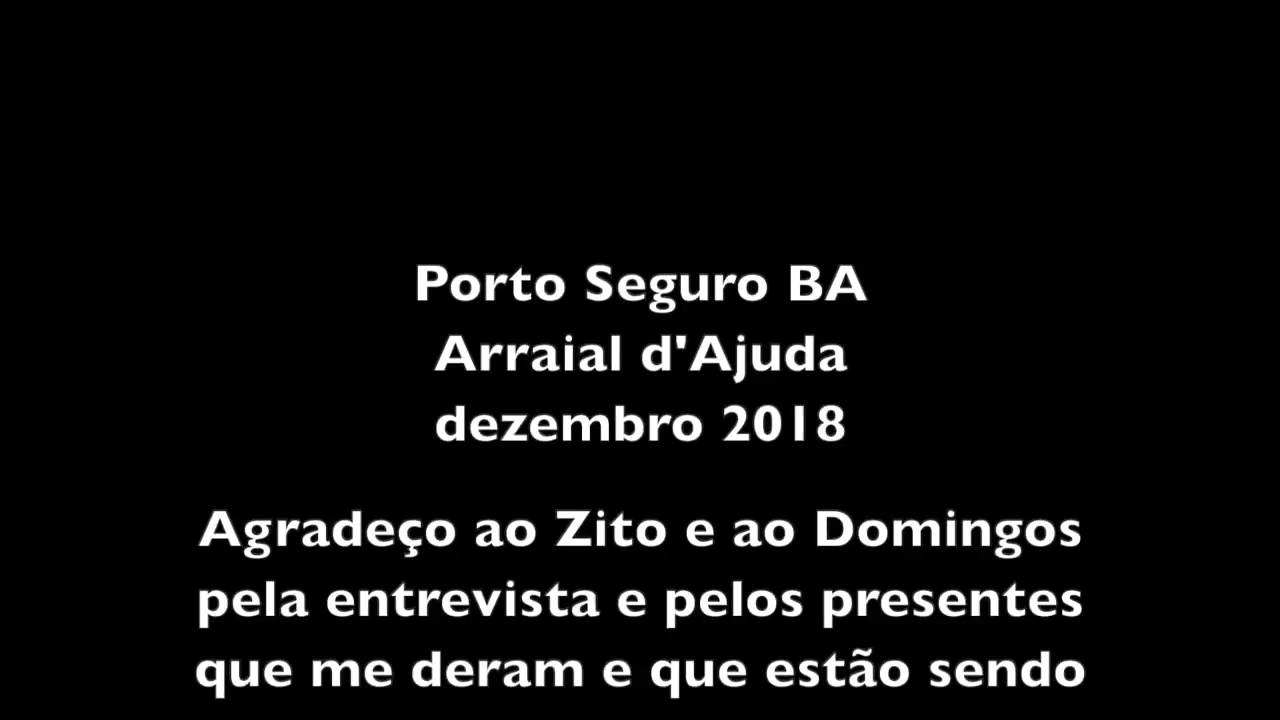 Porto Seguro BA
Arraial d'Ajuda
dezembro 2018
Agradeço ao Zito e ao Domingos
pela entrevista e pelos presentes
que me deram e que estão sendo